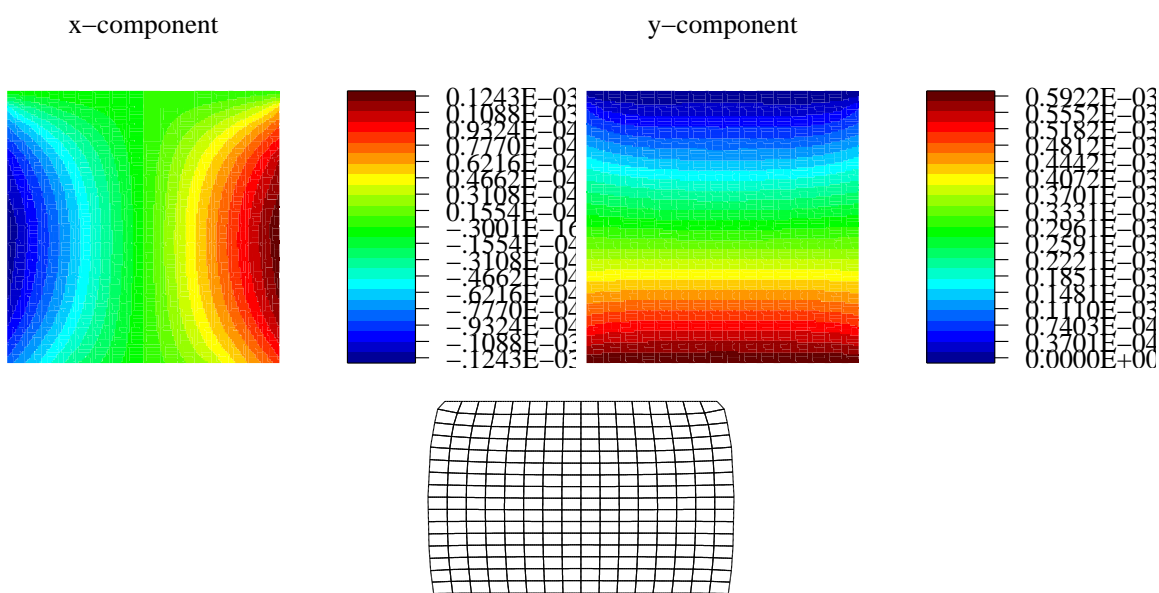 x−component
y−component
0.1243E−03
0.1088E−03
0.9324E−04
0.7770E−04
0.6216E−04
0.4662E−04
0.3108E−04
0.1554E−04
−.3001E−16
−.1554E−04
−.3108E−04
−.4662E−04
−.6216E−04
−.7770E−04
−.9324E−04
−.1088E−03
−.1243E−03
0.5922E−03
0.5552E−03
0.5182E−03
0.4812E−03
0.4442E−03
0.4072E−03
0.3701E−03
0.3331E−03
0.2961E−03
0.2591E−03
0.2221E−03
0.1851E−03
0.1481E−03
0.1110E−03
0.7403E−04
0.3701E−04
0.0000E+00